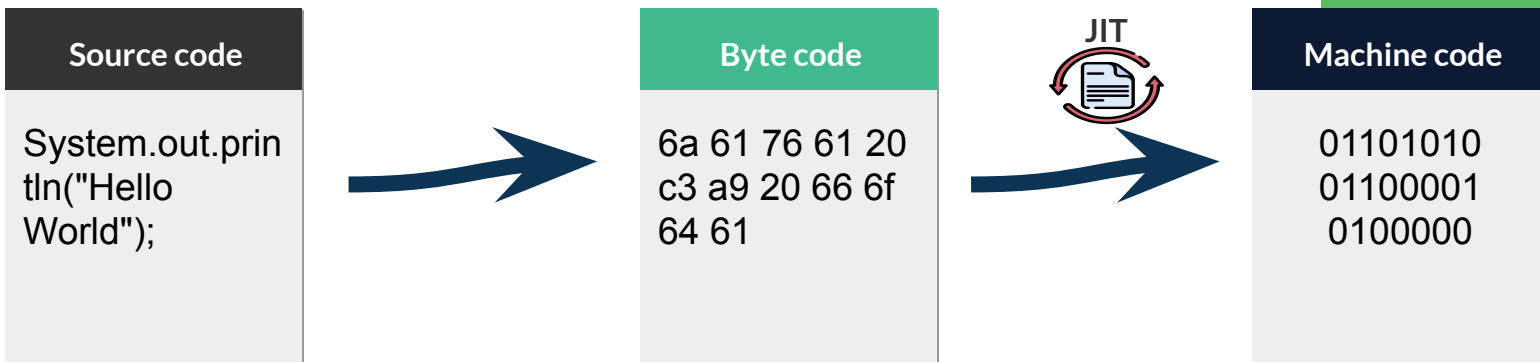 Source code
System.out.prin
tln("Hello
World");
Byte code
6a 61 76 61 20
c3 a9 20 66 6f
64 61
JIT
Machine code
01101010
01100001
0100000